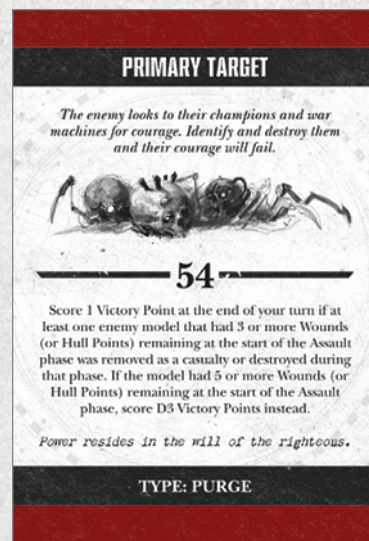 PRIMARY TARGET
The enemy looks to their champions and war
machines for courage. Identify and destroy them
and their courage will fail.
54
Score 1 Victory Point at the end of your turn if at
least one enemy model that had 3 or more Wounds
(or Hull Points) remaining at the start of the Assault
phase was removed as a casualty or destroyed during
that phase. If the model had 5 or more Wounds (or
Hull Points) remaining at the start of the Assault
phase, score D3 Victory Points instead.
Power resides in the will of the righteous.
TYPE: PURGE